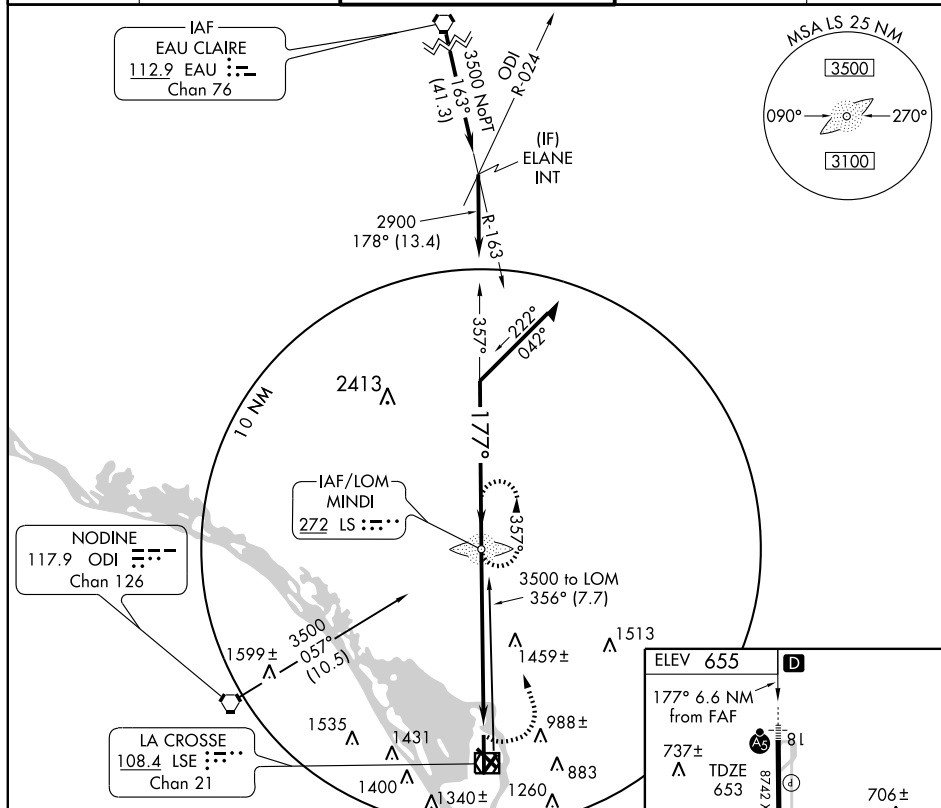 IAF
EAU CLAIRE
112.9 EAU
Chan 76
3500 NoPT
163°
(41.3)
ODI
R-024
MSA LS 25 NM
3500
090°
270°
3100
(IF)
ELANE
INT
2900
178° (13.4)
R-163
357°
222°
042°
10 NM
2413
177°
IAF/LOM
MINDI
272 LS
357°
NODINE
117.9 ODI
Chan 126
3500 to LOM
356° (7.7)
3500
057°
(10.5)
1599±
1459±
1513
1535
1431
988±
LA CROSSE
108.4 LSE
Chan 21
1400
1340±
1260
883
ELEV 655
D
177° 6.6 NM
from FAF
A5
18
737±
TDZE
653
8742 X
P
706±